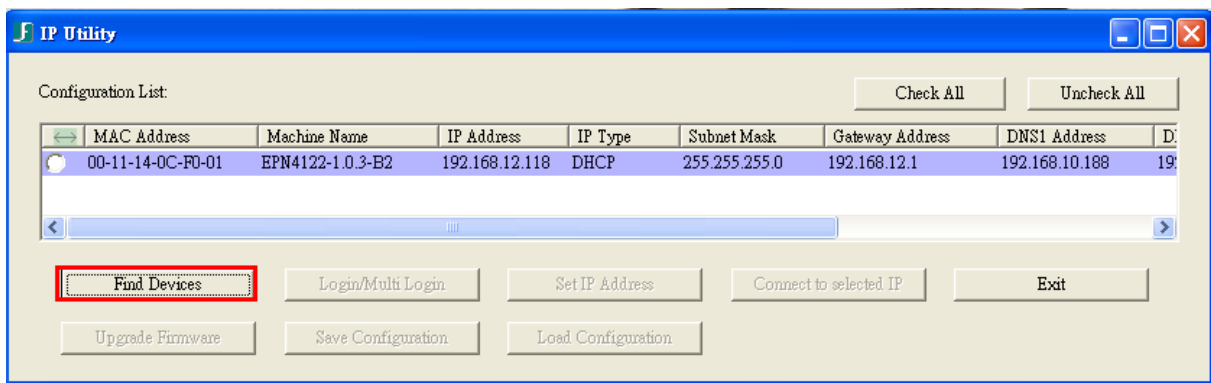 IP Utility
Configuration List: Check All Uncheck All
MAC Address Machine Name IP Address IP Type Subnet Mask Gateway Address DNS1 Address D
00-11-14-0C-F0-01 EPN4122-1.0.3-B2 192.168.12.118 DHCP 255.255.255.0 192.168.12.1 192.168.10.188 19
Find Devices Login/Multi Login Set IP Address Connect to selected IP Exit
Upgrade Firmware Save Configuration Load Configuration